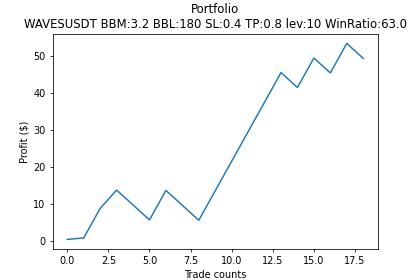 Portfolio
WAVESUSDT BBM:3.2 BBL:180 SL:0.4 TP:0.8 lev:10 WinRatio:63.0
50
40
30
20
10
0
Profit ($)
0.0 2.5 5.0 7.5 10.0 12.5 15.0 17.5
Trade counts